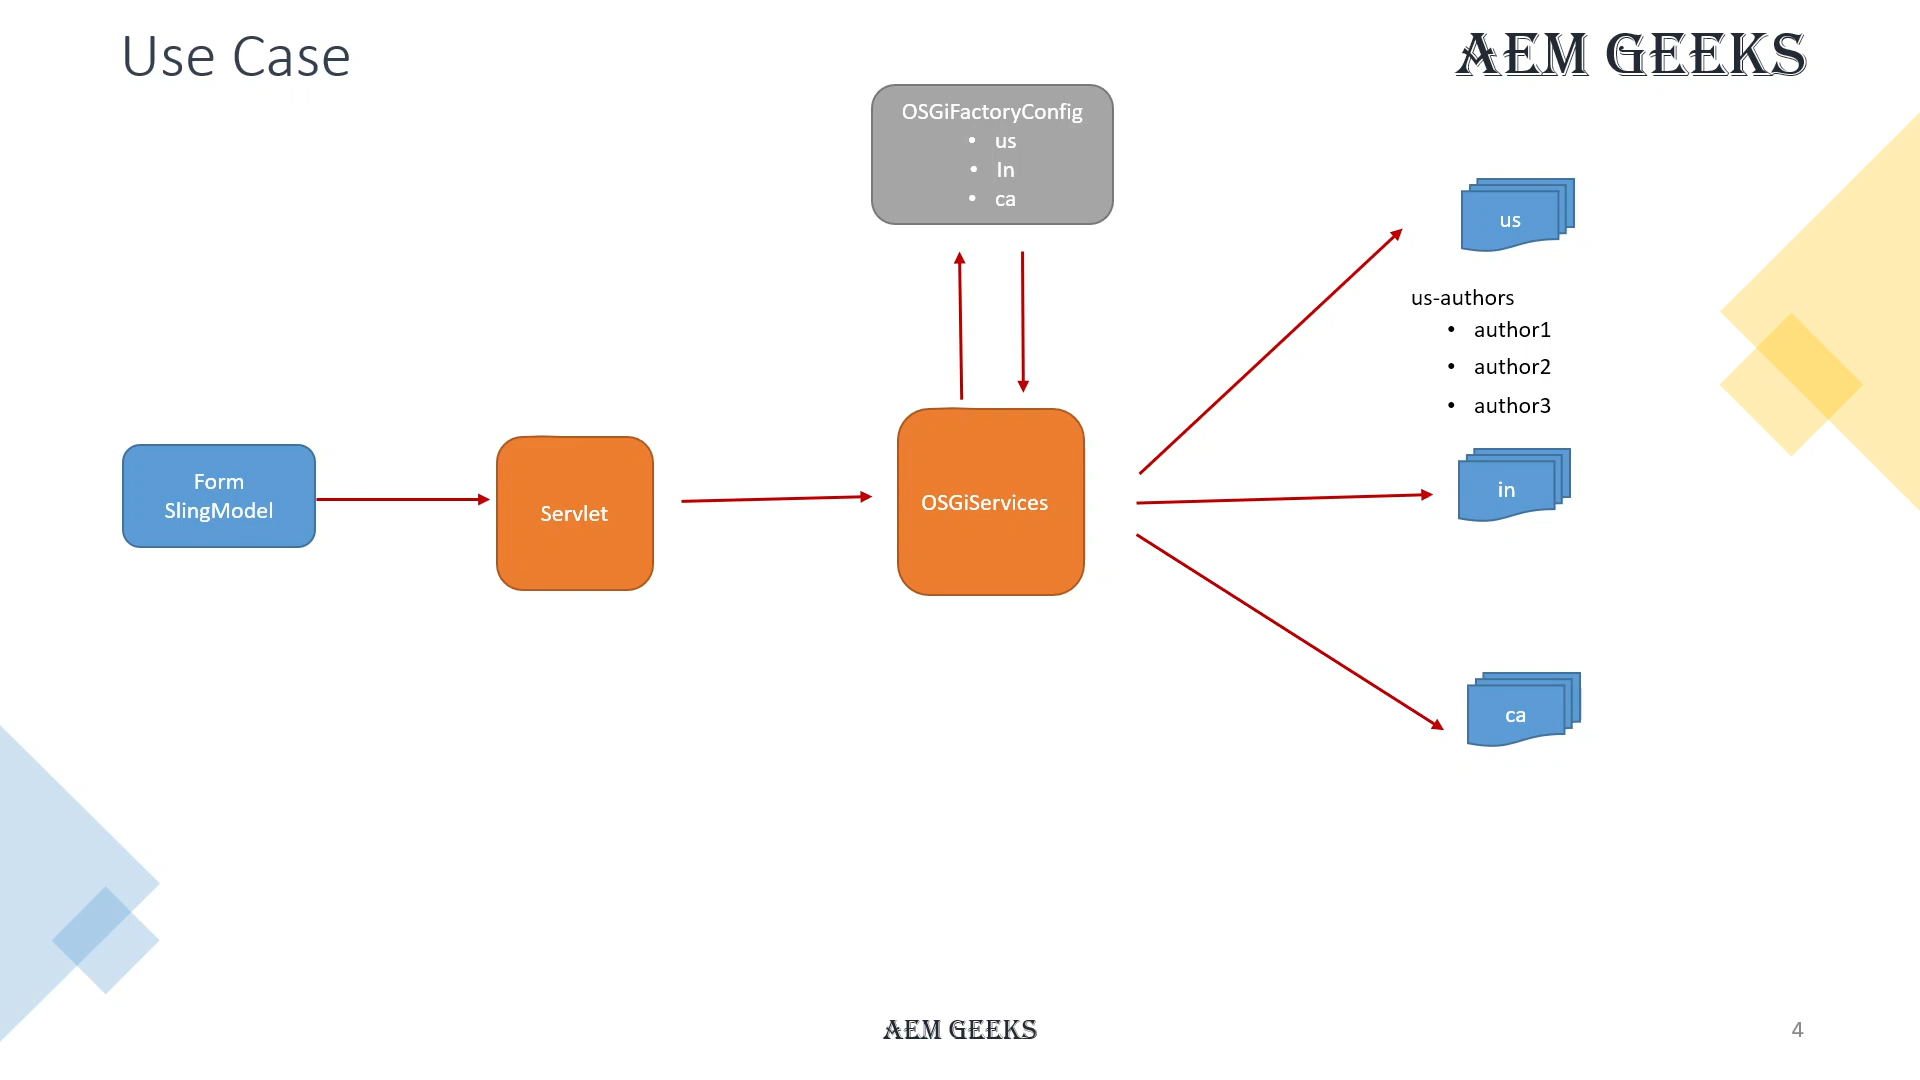 Use Case
AEM GEEKS
OSGiFactoryConfig
• us
• In
• ca
us
us-authors
• author1
• author2
• author3
Form
SlingModel
Servlet
OSGiServices
in
ca
AEM GEEKS
4